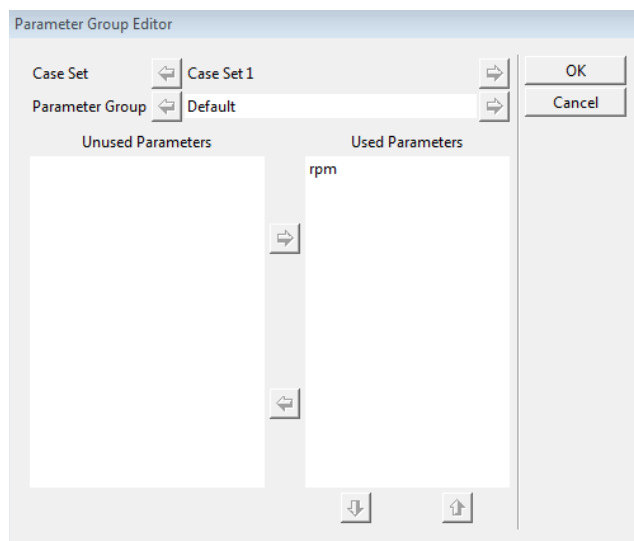 Parameter Group Editor
Case Set Case Set 1 OK
Parameter Group Default Cancel
Unused Parameters Used Parameters
rpm